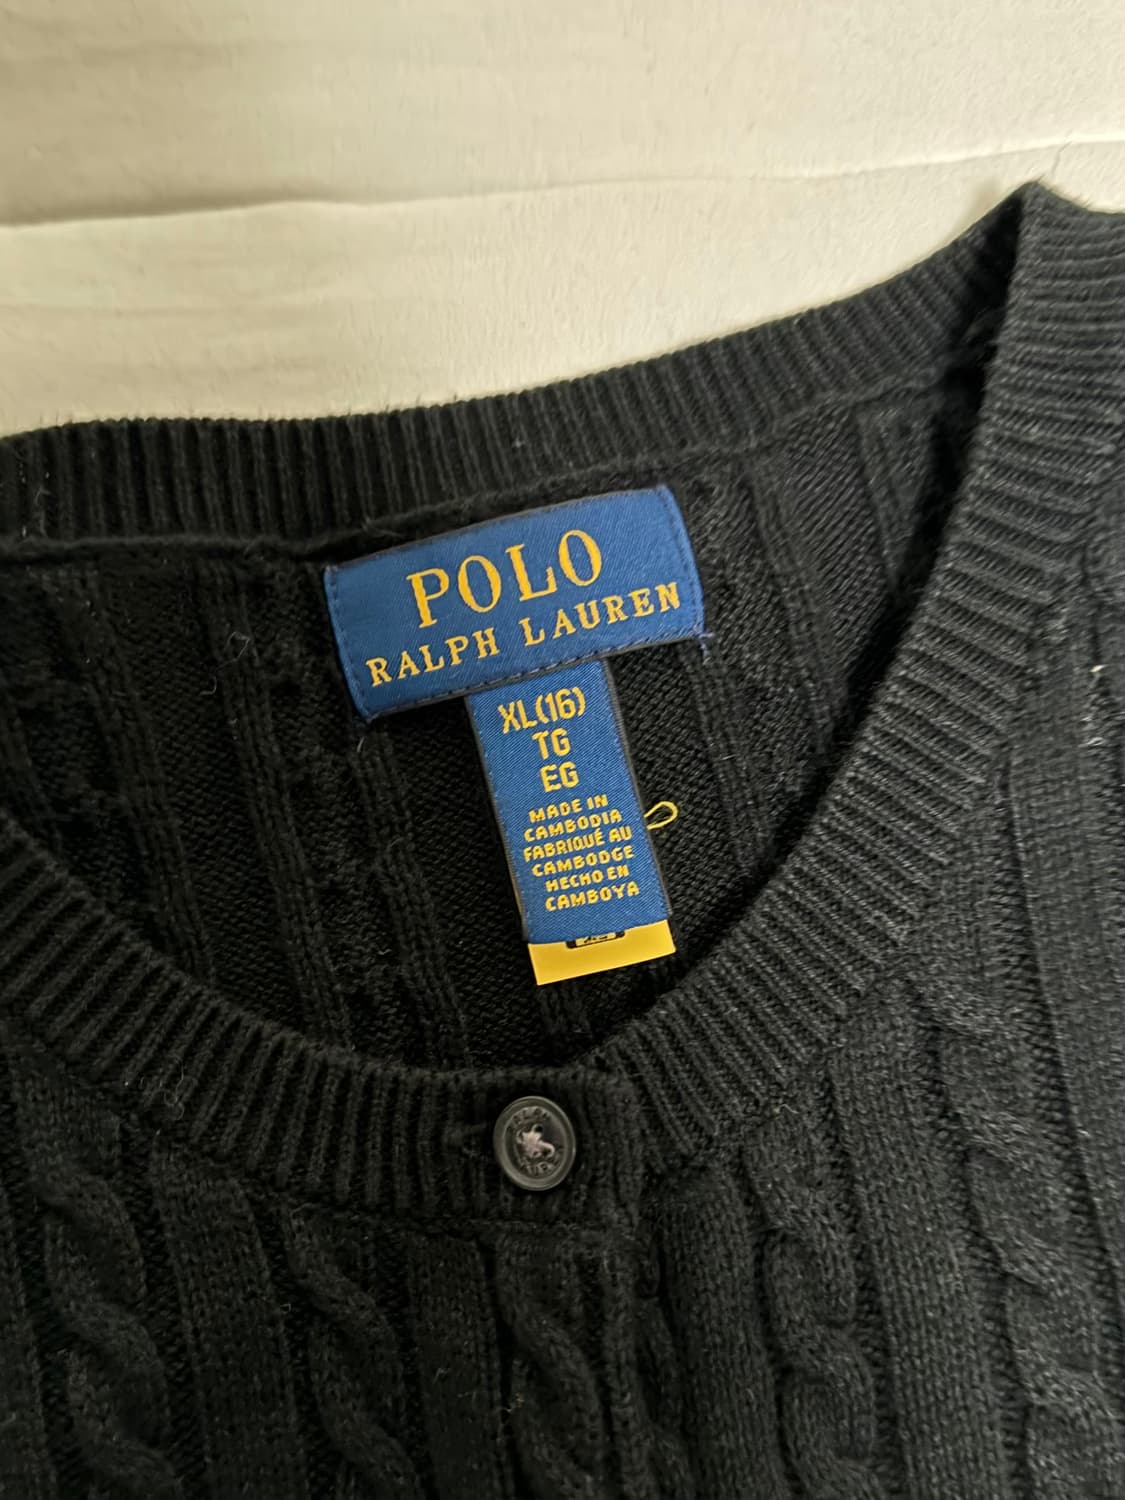 POLO
RALPH LAUREN
XL(16)
TG
EG
MADE IN
CAMBODIA
FABRIQUÉ AU
CAMBODGE
HECHO EN
CAMBOYA